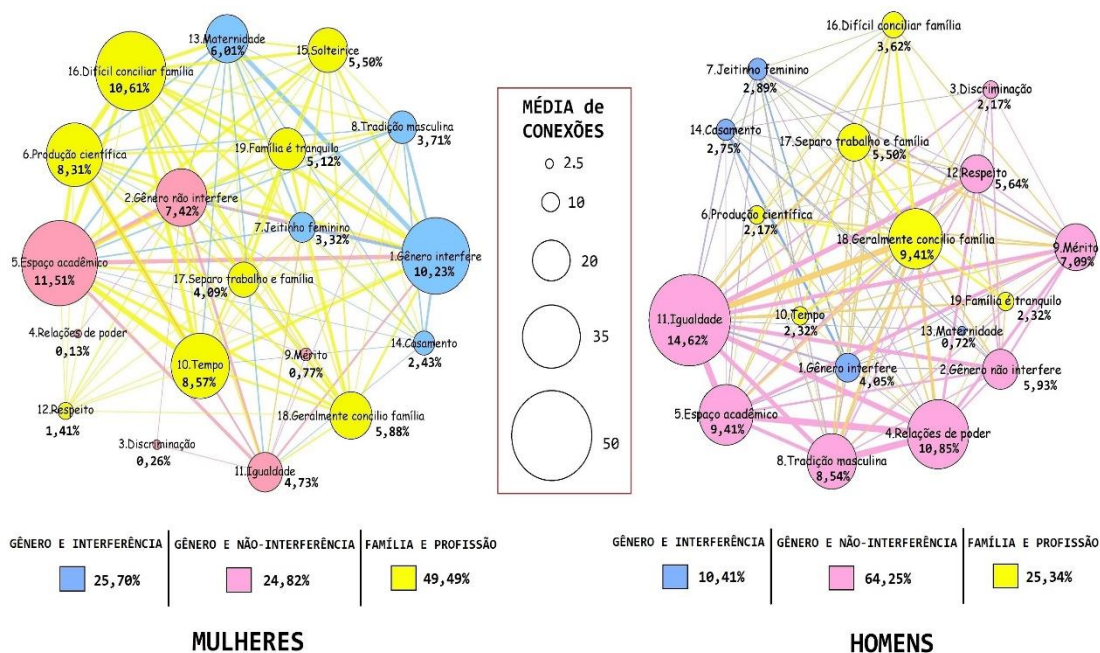 13.Maternidade
6,01%
15.Solteirice
5,50%
16.Difícil conciliar família
10,61%
8.Tradição masculina
3,71%
6.Produção científica
8,31%
19.Família é tranquilo
5,12%
2.Gênero não interfere
7,42%
7.Jeitinho feminino
3,32%
5.Espaço acadêmico
11,51%
1.Gênero interfere
10,23%
17.Separo trabalho e família
4,09%
4.Relações de poder
0,13%
14.Casamento
2,43%
9.Mérito
0,77%
10.Tempo
8,57%
12.Respeito
1,41%
18.Geralmente concilio família
5,88%
3.Discriminação
0,26%
11.Igualdade
4,73%
MÉDIA de
CONEXÕES
2.5
10
20
35
50
16.Difícil conciliar família
3,62%
7.Jeitinho feminino
2,89%
3.Discriminação
2,17%
14.Casamento
2,75%
17.Separo trabalho e família
5,50%
12.Respeito
5,64%
6.Produção científica
2,17%
18.Geralmente concilio família
9,41%
9.Mérito
7,09%
11.Igualdade
14,62%
19.Família é tranquilo
2,32%
10.Tempo
2,32%
13.Maternidade
0,72%
1.Gênero interfere
4,05%
2.Gênero não interfere
5,93%
5.Espaço acadêmico
9,41%
4.Relações de poder
10,85%
8.Tradição masculina
8,54%
GÊNERO E INTERFERÊNCIA
25,70%
GÊNERO E NÃO-INTERFERÊNCIA
24,82%
FAMÍLIA E PROFISSÃO
49,49%
MULHERES
GÊNERO E INTERFERÊNCIA
10,41%
GÊNERO E NÃO-INTERFERÊNCIA
64,25%
FAMÍLIA E PROFISSÃO
25,34%
HOMENS